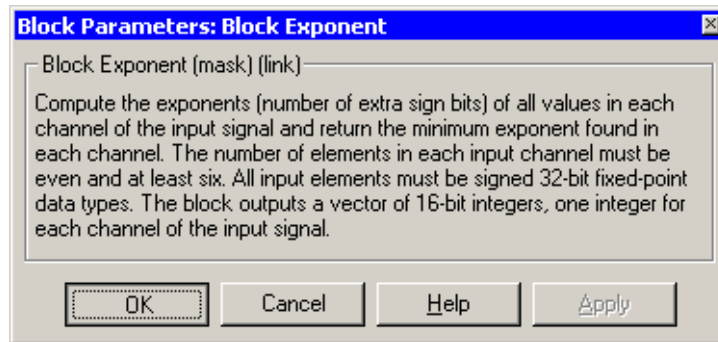 Block Parameters: Block Exponent
Block Exponent (mask) (link)
Compute the exponents (number of extra sign bits) of all values in each
channel of the input signal and return the minimum exponent found in
each channel. The number of elements in each input channel must be
even and at least six. All input elements must be signed 32-bit fixed-point
data types. The block outputs a vector of 16-bit integers, one integer for
each channel of the input signal.
OK Cancel Help Apply